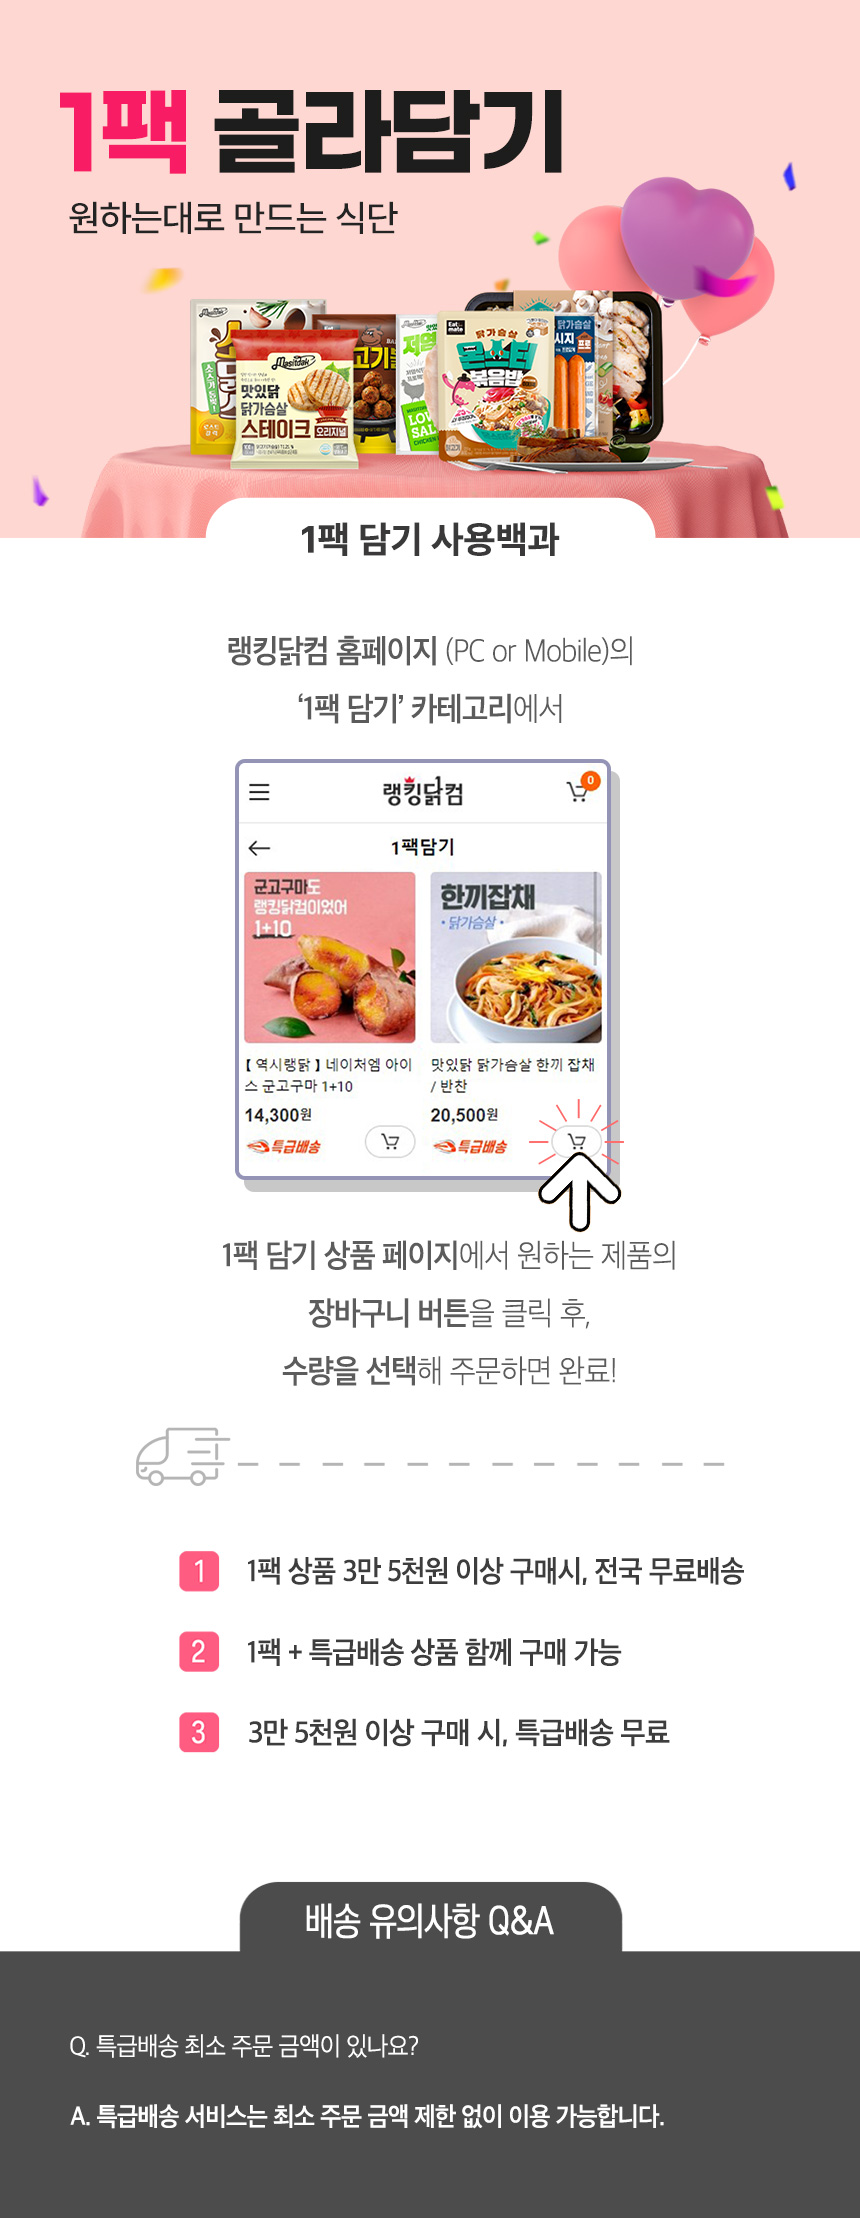 1팩 골라담기
원하는대로 만드는 식단
Masitdak
맛있닭
닭가슴살
스테이크
오리지널
고기
LOW
Eat mate
닭가슴살
몬스터
볶음밥
닭가슴살
1팩 담기 사용백과
랭킹닭컴 홈페이지 (PC or Mobile)의
‘1팩 담기’ 카테고리에서
랭킹닭컴
0
1팩담기
군고구마도
랭킹닭컴이었어
1+10
한끼잡채
• 닭가슴살 •
【 역시랭닭 】 네이처엠 아이
스 군고구마 1+10
맛있닭 닭가슴살 한끼 잡채
/ 반찬
14,300원
20,500원
특급배송
특급배송
1팩 담기 상품 페이지에서 원하는 제품의
장바구니 버튼을 클릭 후,
수량을 선택해 주문하면 완료!
1 1팩 상품 3만 5천원 이상 구매시, 전국 무료배송
2 1팩 + 특급배송 상품 함께 구매 가능
3 3만 5천원 이상 구매 시, 특급배송 무료
배송 유의사항 Q&A
Q. 특급배송 최소 주문 금액이 있나요?
A. 특급배송 서비스는 최소 주문 금액 제한 없이 이용 가능합니다.